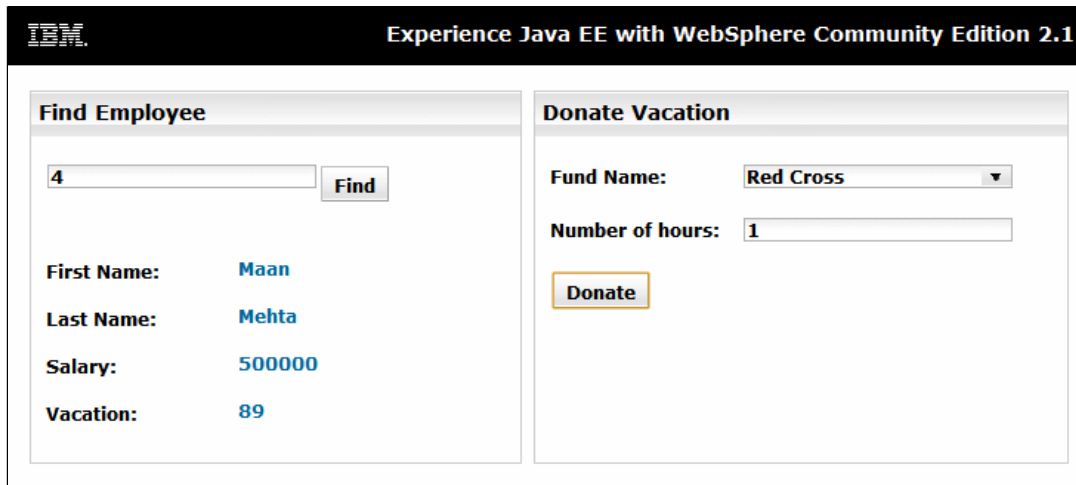 IBM.
Experience Java EE with WebSphere Community Edition 2.1
Find Employee
4
Find
First Name: Maan
Last Name: Mehta
Salary: 500000
Vacation: 89
Donate Vacation
Fund Name: Red Cross
Number of hours: 1
Donate